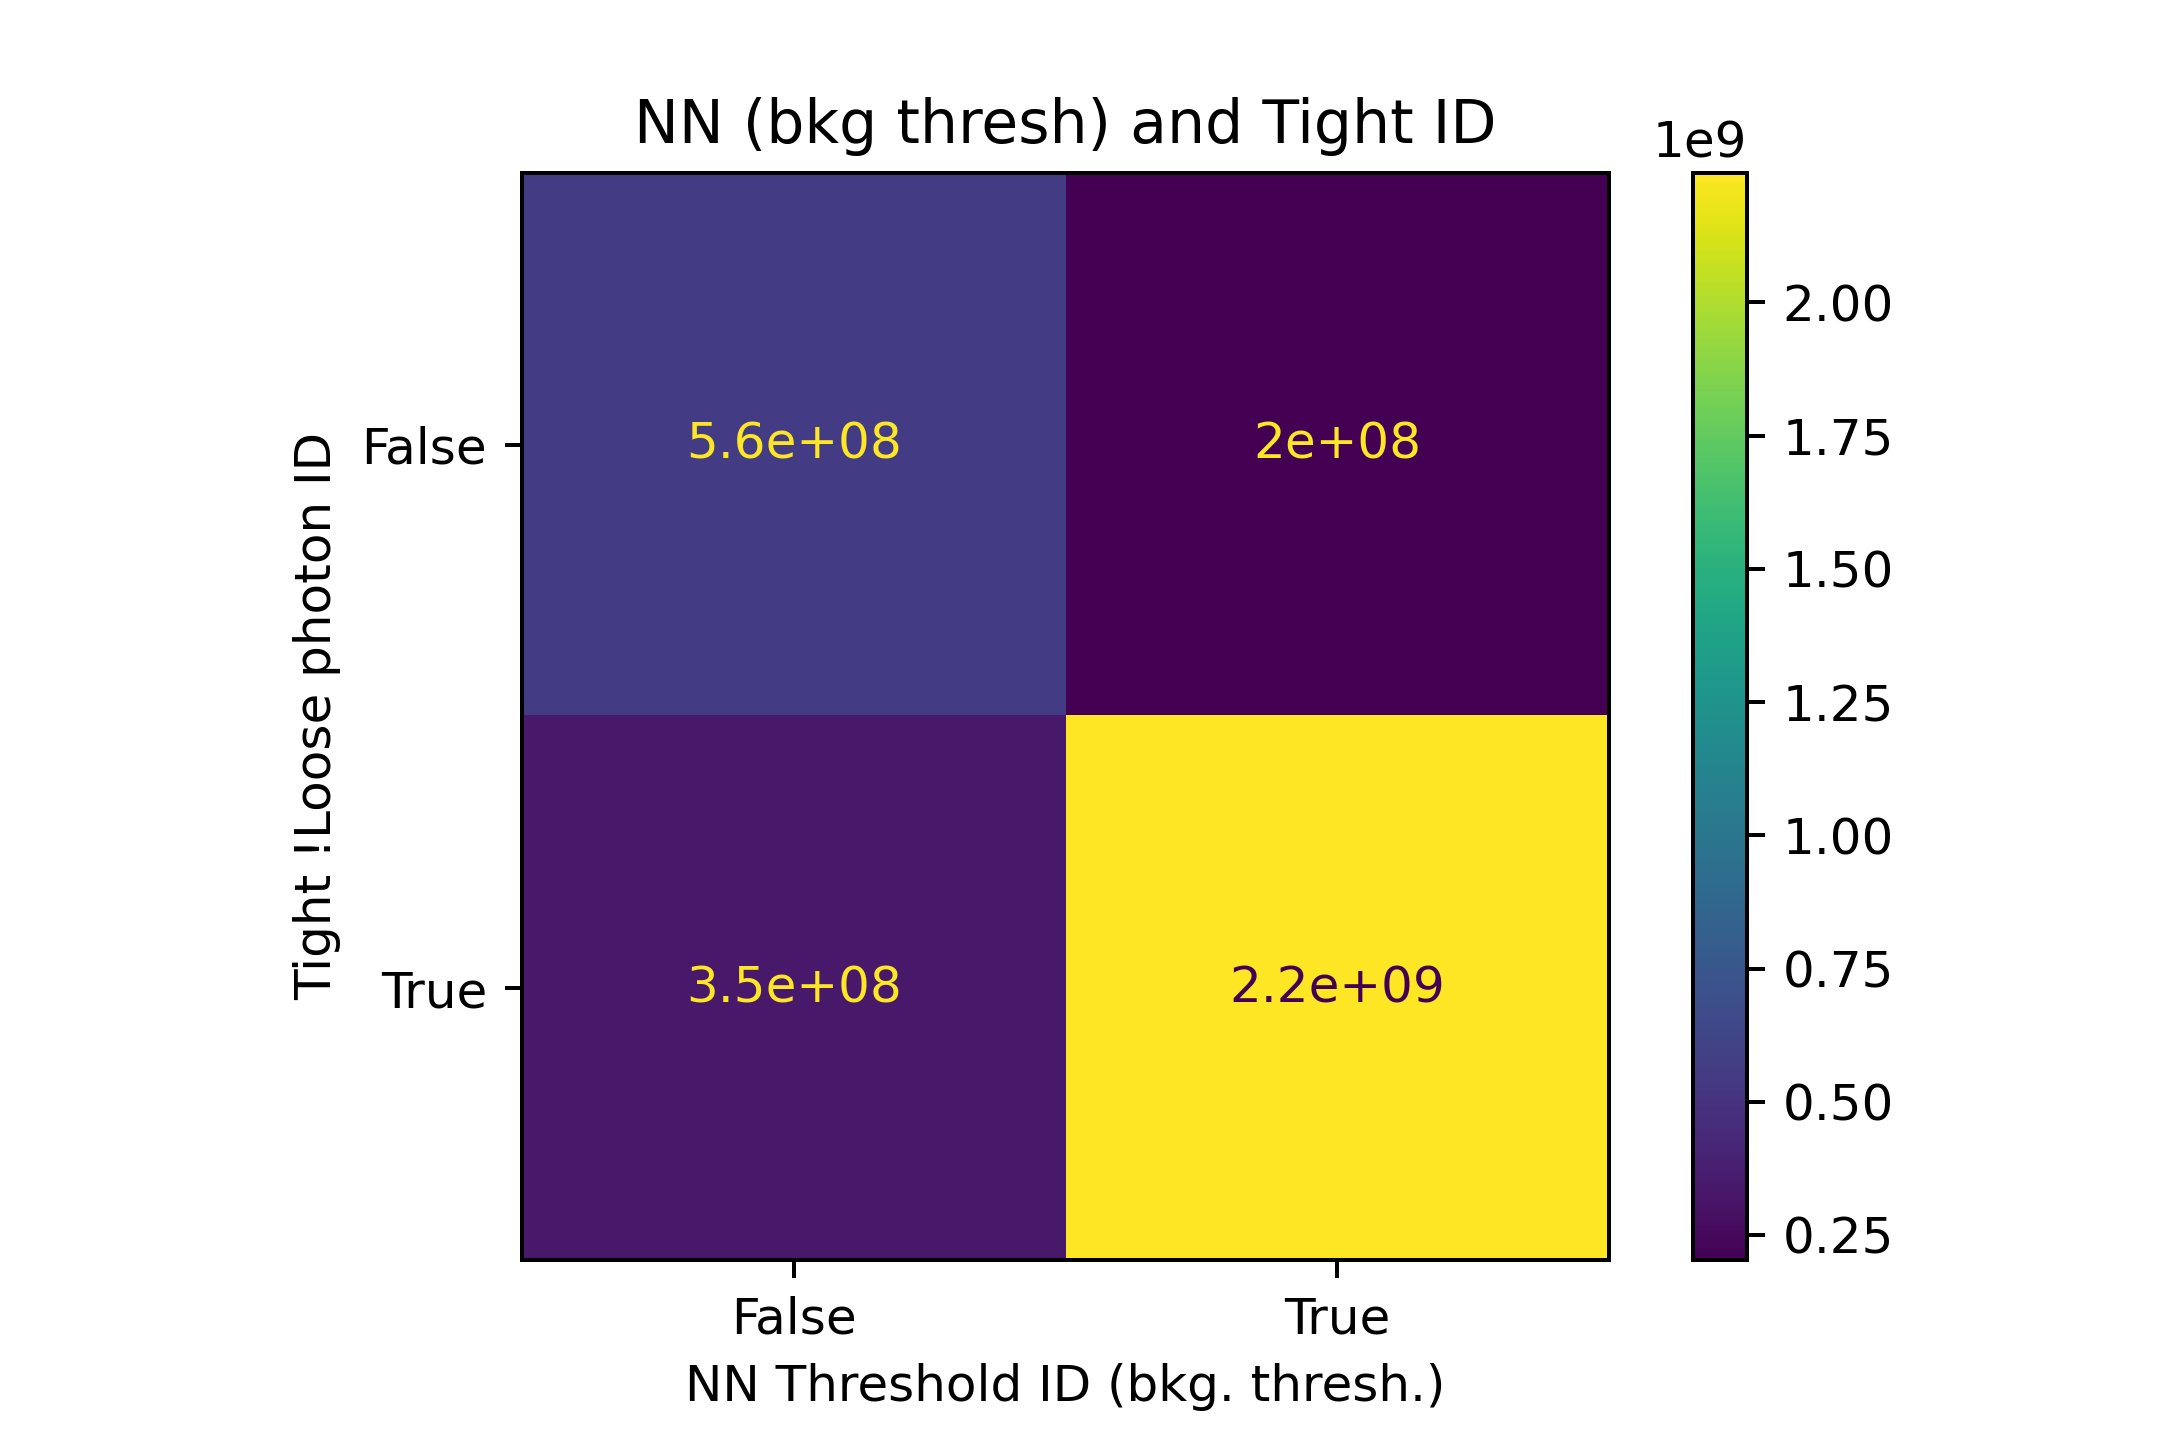 NN (bkg thresh) and Tight ID
1e9
Tight !Loose photon ID
False
True
5.6e+08
2e+08
3.5e+08
2.2e+09
False
True
NN Threshold ID (bkg. thresh.)
2.00
1.75
1.50
1.25
1.00
0.75
0.50
0.25